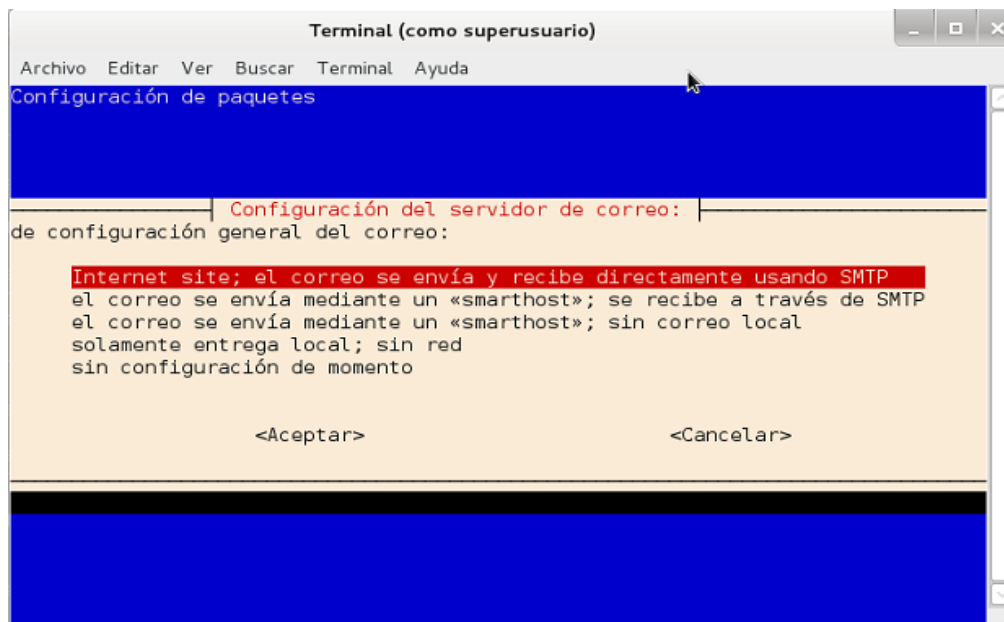 Terminal (como superusuario)
Archivo Editar Ver Buscar Terminal Ayuda
Configuración de paquetes
Configuración del servidor de correo:
de configuración general del correo:
Internet site; el correo se envía y recibe directamente usando SMTP
el correo se envía mediante un «smarthost»; se recibe a través de SMTP
el correo se envía mediante un «smarthost»; sin correo local
solamente entrega local; sin red
sin configuración de momento
<Aceptar> <Cancelar>